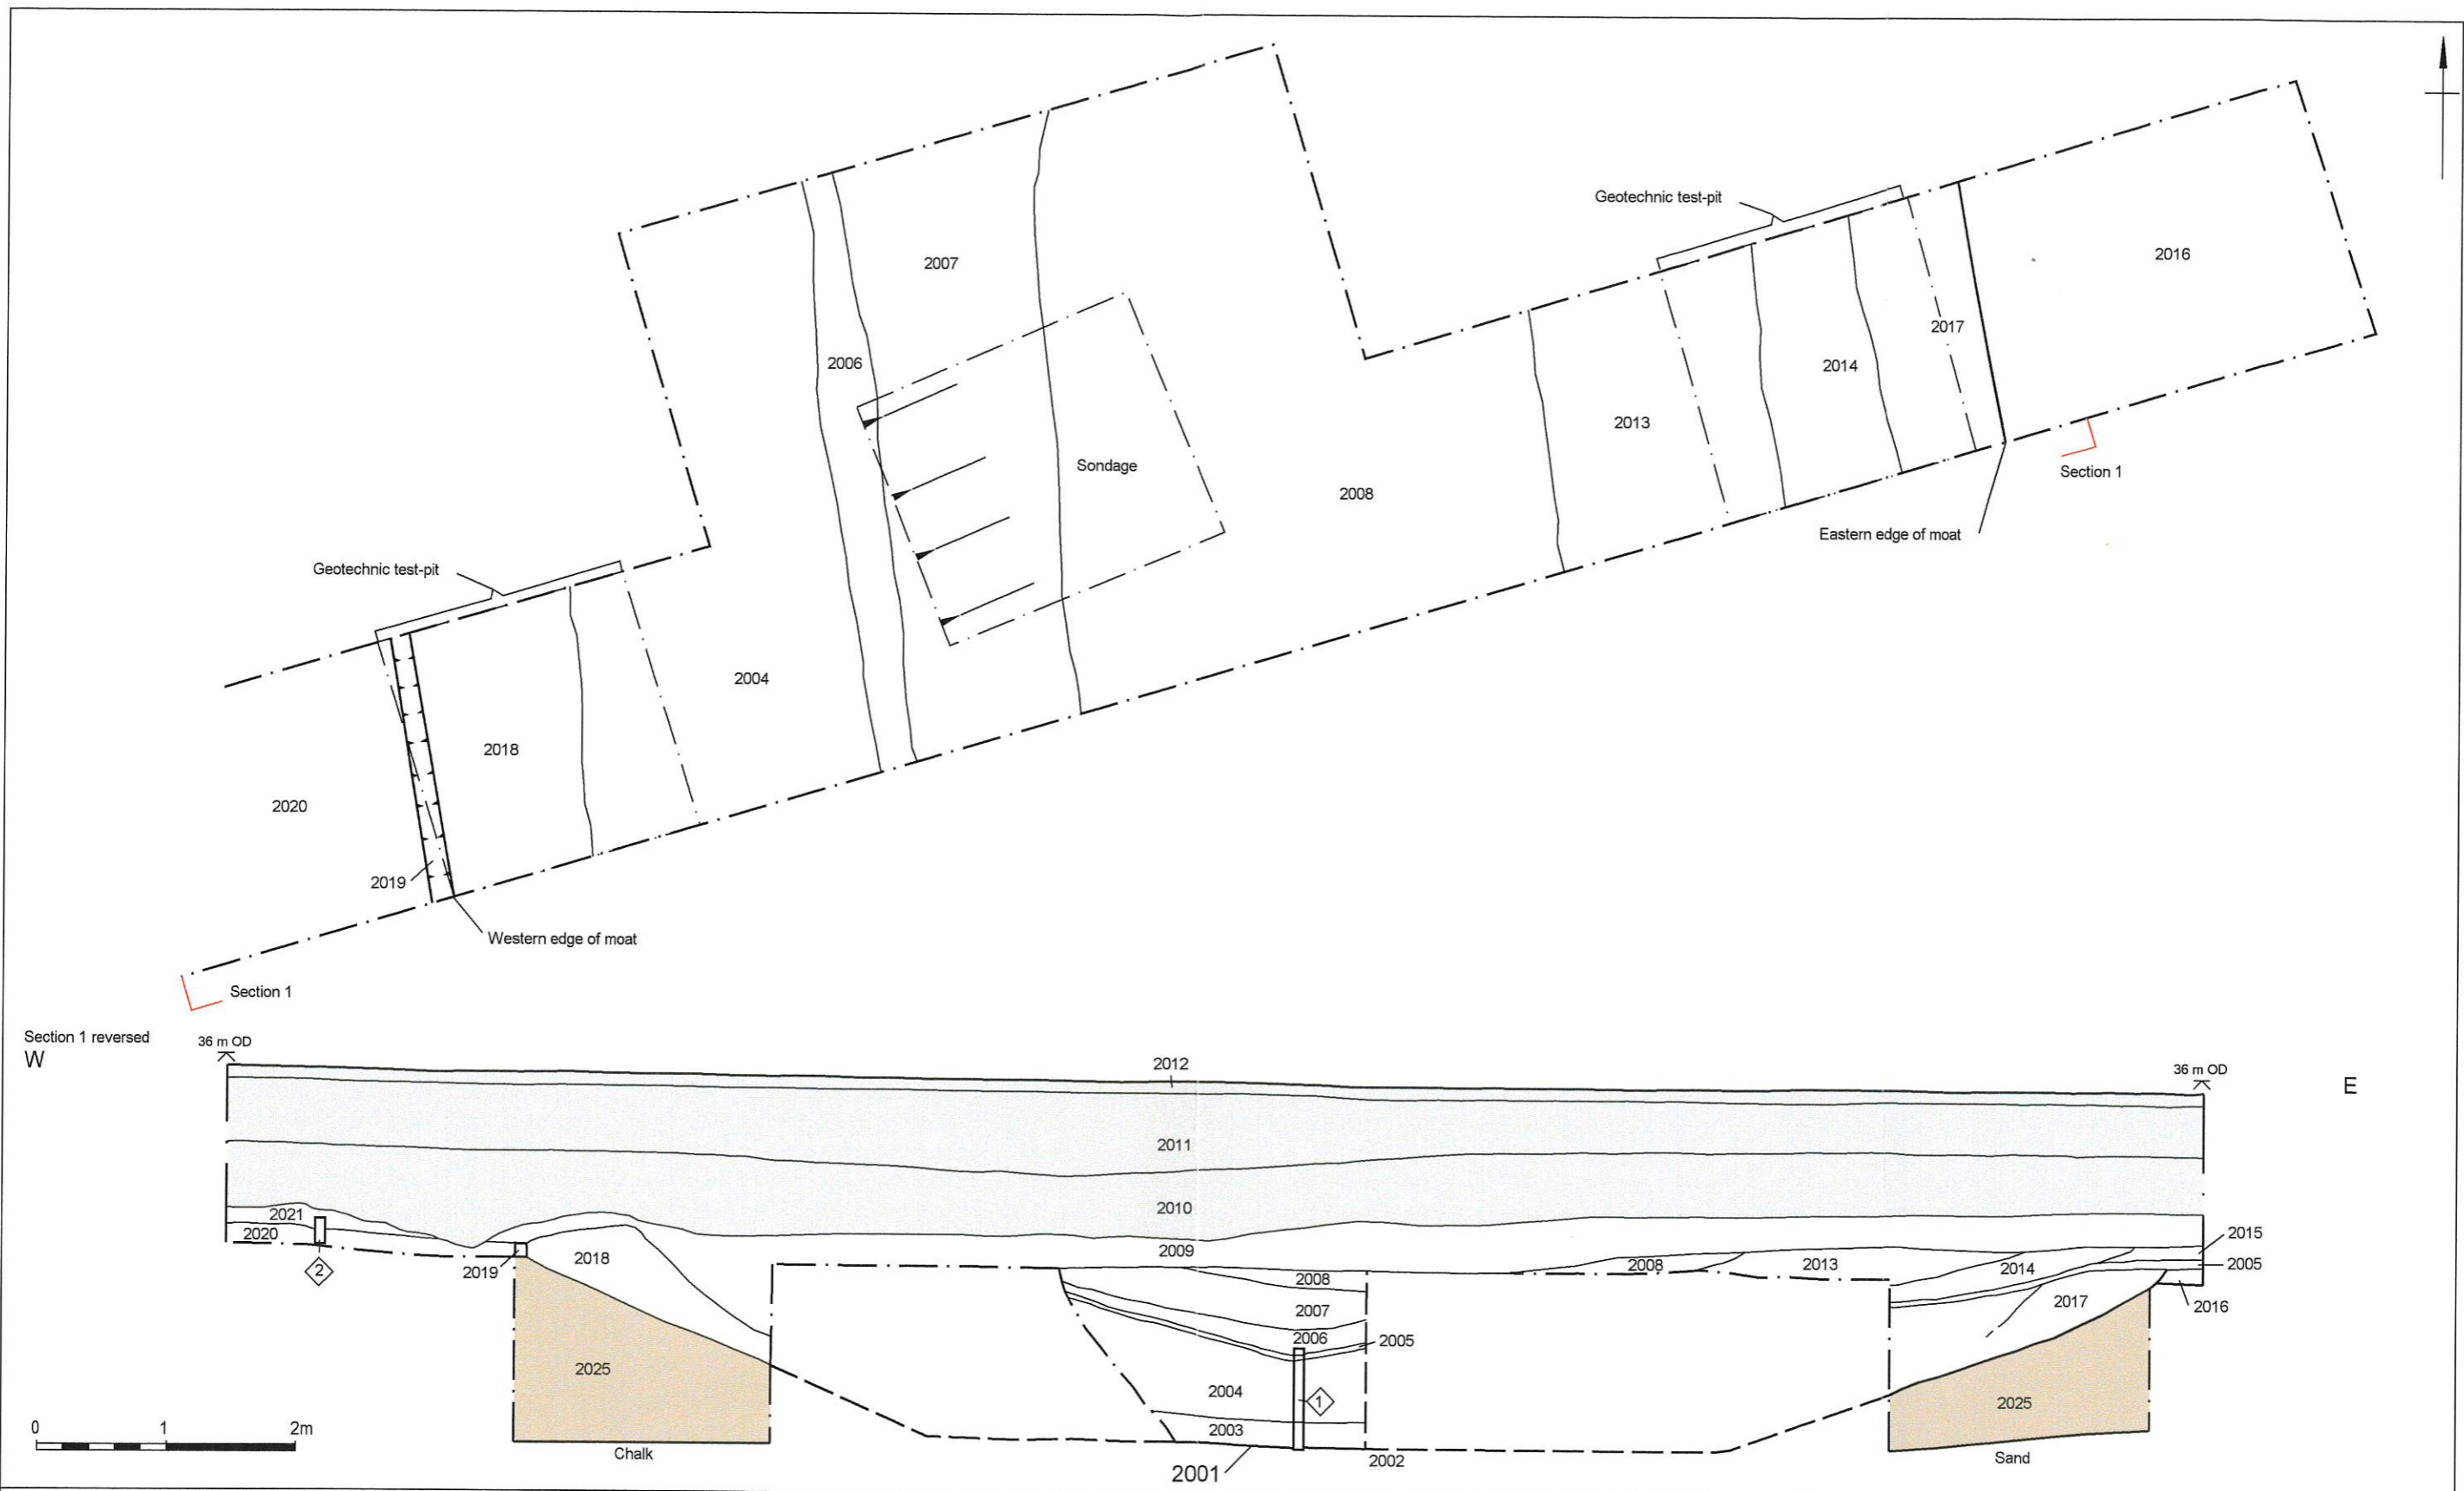 Geotechnic test-pit
2007
2016
2017
2006
2014
2013
Sondage
Section 1
2008
Eastern edge of moat
Geotechnic test-pit
2004
2018
2020
2019
Western edge of moat
Section 1
Section 1 reversed
W
36 m OD
2012
36 m OD
E
2011
2010
2021
2020
2015
2009
2018
2008
2013
2014
2005
2019
2
2008
2017
2016
2007
2006
2005
2025
2004
1
2025
2003
0 1 2m
Chalk
2001
2002
Sand